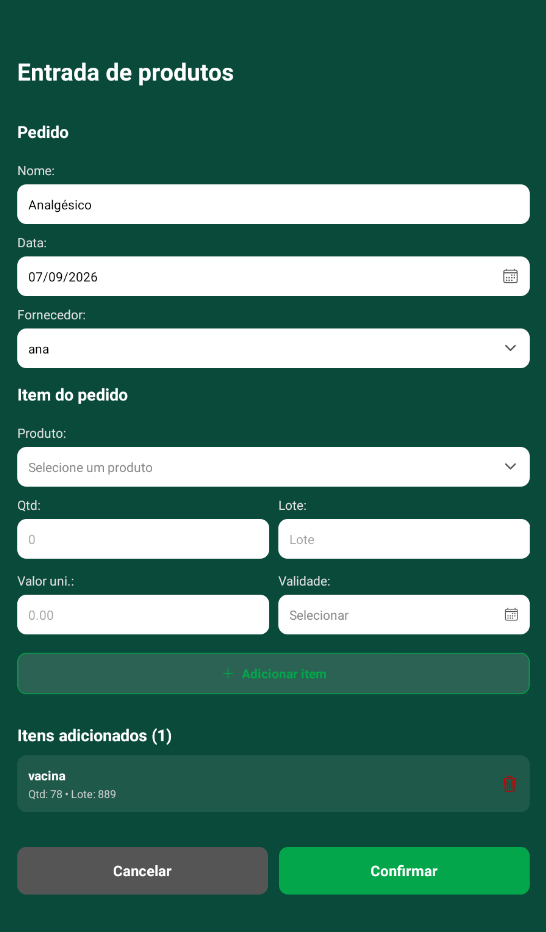 Entrada de produtos
Pedido
Nome:
Analgésico
Data:
07/09/2026
Fornecedor:
ana
Item do pedido
Produto:
Selecione um produto
Qtd: Lote:
0 Lote
Valor uni.: Validade:
0.00 Selecionar
+ Adicionar item
Itens adicionados (1)
vacina
Qtd: 78 • Lote: 889
Cancelar Confirmar